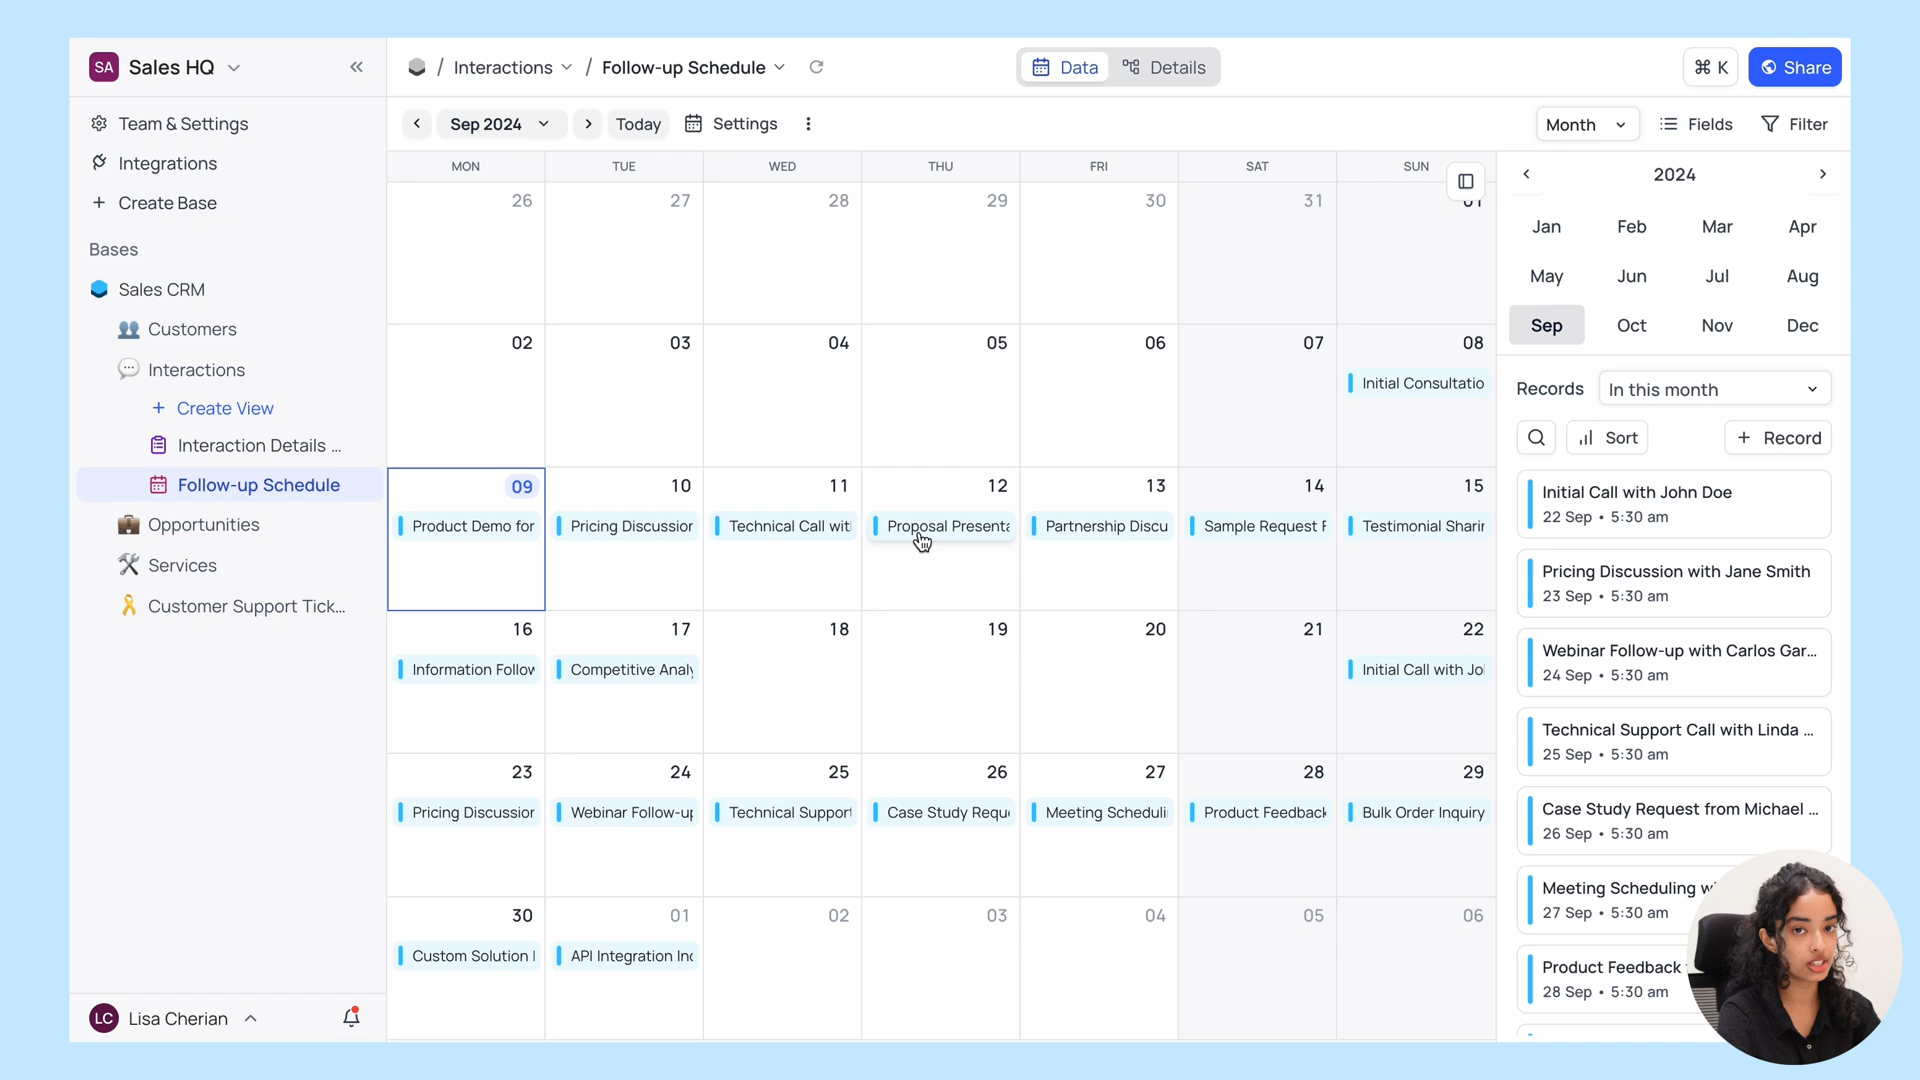 SA Sales HQ
Team & Settings
Integrations
+ Create Base
Bases
Sales CRM
Customers
Interactions
+ Create View
Interaction Details ...
Follow-up Schedule
Opportunities
Services
Customer Support Tick...
LC Lisa Cherian
/ Interactions / Follow-up Schedule
Data Details
⌘ K Share
Sep 2024 Today Settings
Month Fields Filter
MON TUE WED THU FRI SAT SUN
26 27 28 29 30 31 01
02 03 04 05 06 07 08
Initial Consultatio
09 10 11 12 13 14 15
Product Demo for Pricing Discussion Technical Call wit Proposal Presenta Partnership Discu Sample Request F Testimonial Sharin
16 17 18 19 20 21 22
Information Follow Competitive Analy Initial Call with Jo
23 24 25 26 27 28 29
Pricing Discussion Webinar Follow-up Technical Support Case Study Reque Meeting Scheduli Product Feedback Bulk Order Inquiry
30 01 02 03 04 05 06
Custom Solution API Integration Inq
2024
Jan Feb Mar Apr
May Jun Jul Aug
Sep Oct Nov Dec
Records In this month
Sort + Record
Initial Call with John Doe
22 Sep • 5:30 am
Pricing Discussion with Jane Smith
23 Sep • 5:30 am
Webinar Follow-up with Carlos Gar...
24 Sep • 5:30 am
Technical Support Call with Linda ...
25 Sep • 5:30 am
Case Study Request from Michael ...
26 Sep • 5:30 am
Meeting Scheduling wi
27 Sep • 5:30 am
Product Feedback
28 Sep • 5:30 am